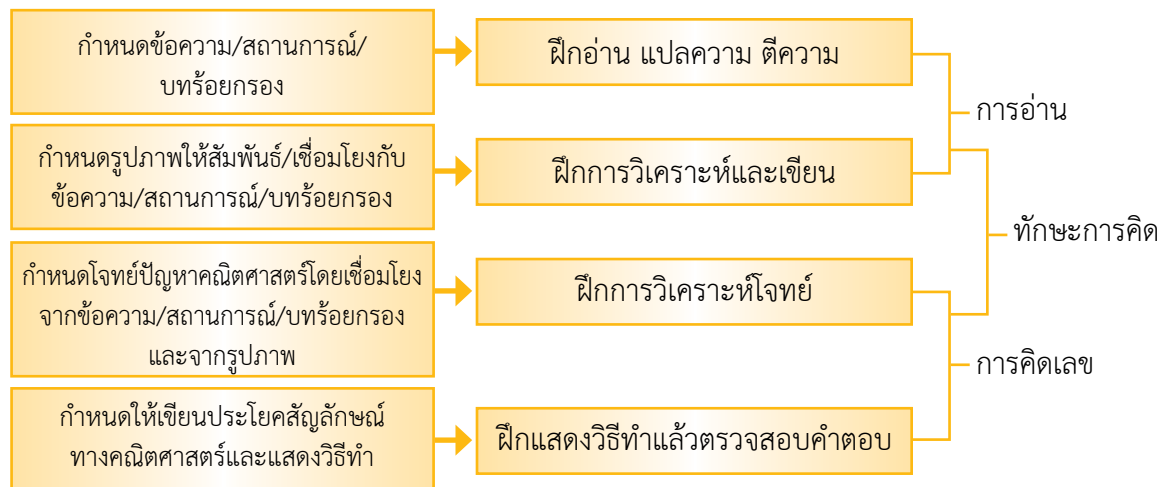 กำหนดข้อความ/สถานการณ์/
บทร้อยกรอง
ฝึกอ่าน แปลความ ตีความ
การอ่าน
กำหนดรูปภาพให้สัมพันธ์/เชื่อมโยงกับ
ข้อความ/สถานการณ์/บทร้อยกรอง
ฝึกการวิเคราะห์และเขียน
ทักษะการคิด
กำหนดโจทย์ปัญหาคณิตศาสตร์โดยเชื่อมโยง
จากข้อความ/สถานการณ์/บทร้อยกรอง
และจากรูปภาพ
ฝึกการวิเคราะห์โจทย์
การคิดเลข
กำหนดให้เขียนประโยคสัญลักษณ์
ทางคณิตศาสตร์และแสดงวิธีทำ
ฝึกแสดงวิธีทำแล้วตรวจสอบคำตอบ